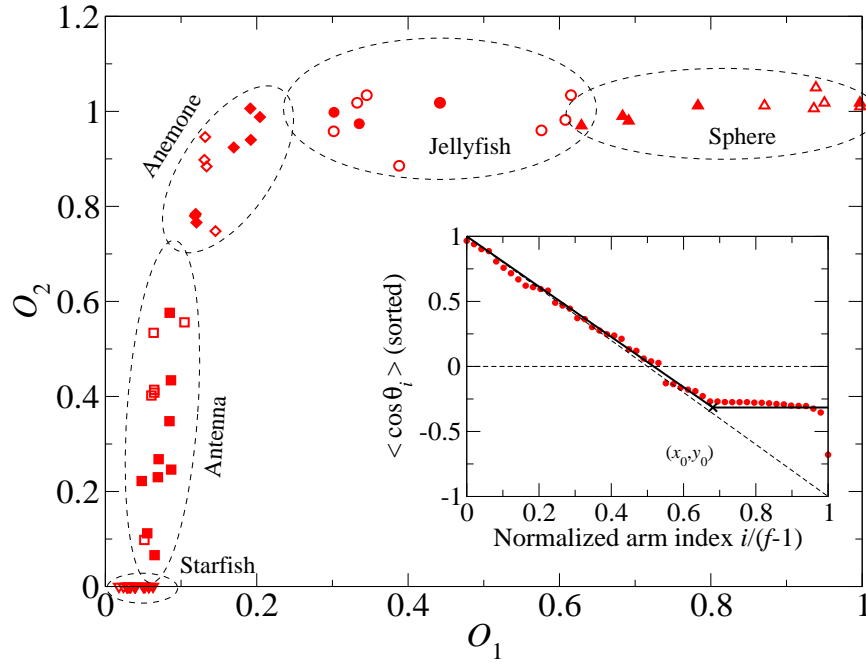 1.2
1
0.8
0.6
0.4
0.2
0
O₂
0 0.2 0.4 0.6 0.8 1
O₁
Anemone
Jellyfish
Sphere
Antenna
Starfish
1
0.5
0
-0.5
-1
< cos θᵢ > (sorted)
(x₀,y₀)
0 0.2 0.4 0.6 0.8 1
Normalized arm index i/(f-1)